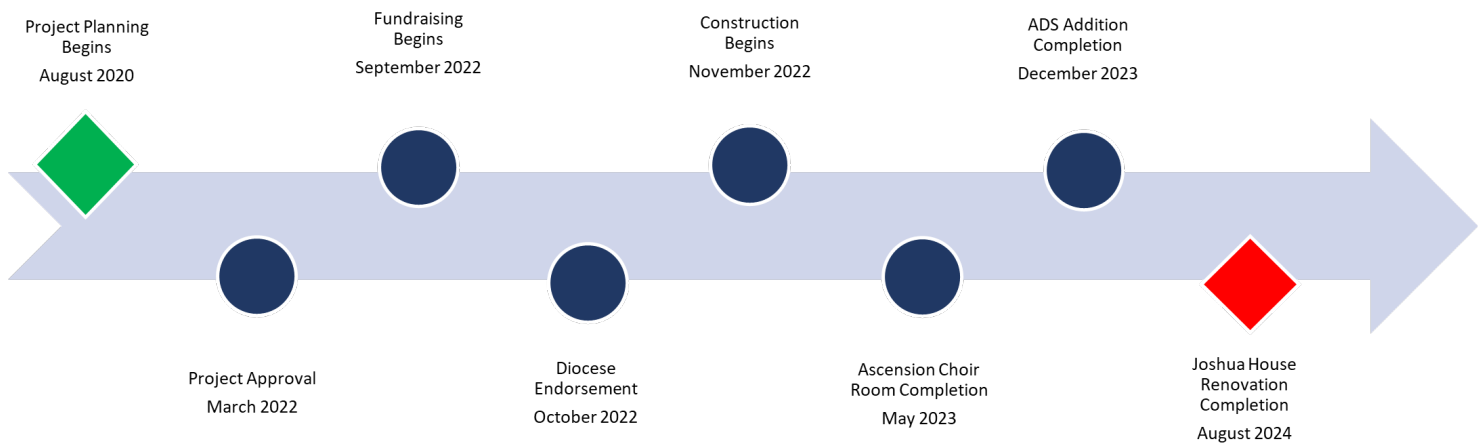 Project Planning
Begins
August 2020
Project Approval
March 2022
Fundraising
Begins
September 2022
Diocese
Endorsement
October 2022
Construction
Begins
November 2022
Ascension Choir
Room Completion
May 2023
ADS Addition
Completion
December 2023
Joshua House
Renovation
Completion
August 2024